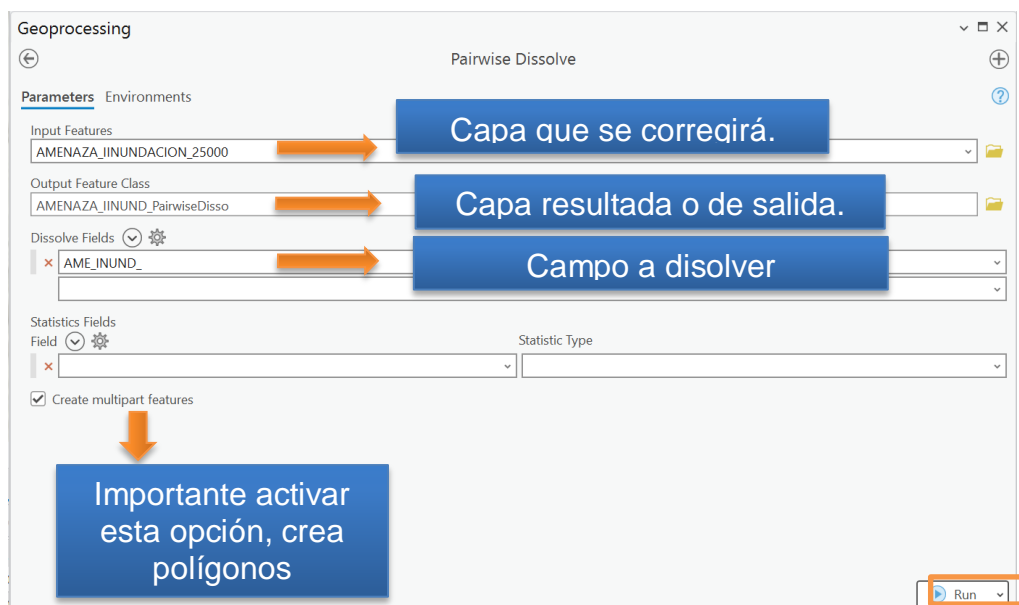 Geoprocessing
Pairwise Dissolve
Parameters Environments
Input Features
AMENAZA_IINUNDACION_25000
Capa que se corregirá.
Output Feature Class
AMENAZA_IINUND_PairwiseDisso
Capa resultada o de salida.
Dissolve Fields
AME_INUND_
Campo a disolver
Statistics Fields
Field
Statistic Type
Create multipart features
Importante activar
esta opción, crea
polígonos
Run